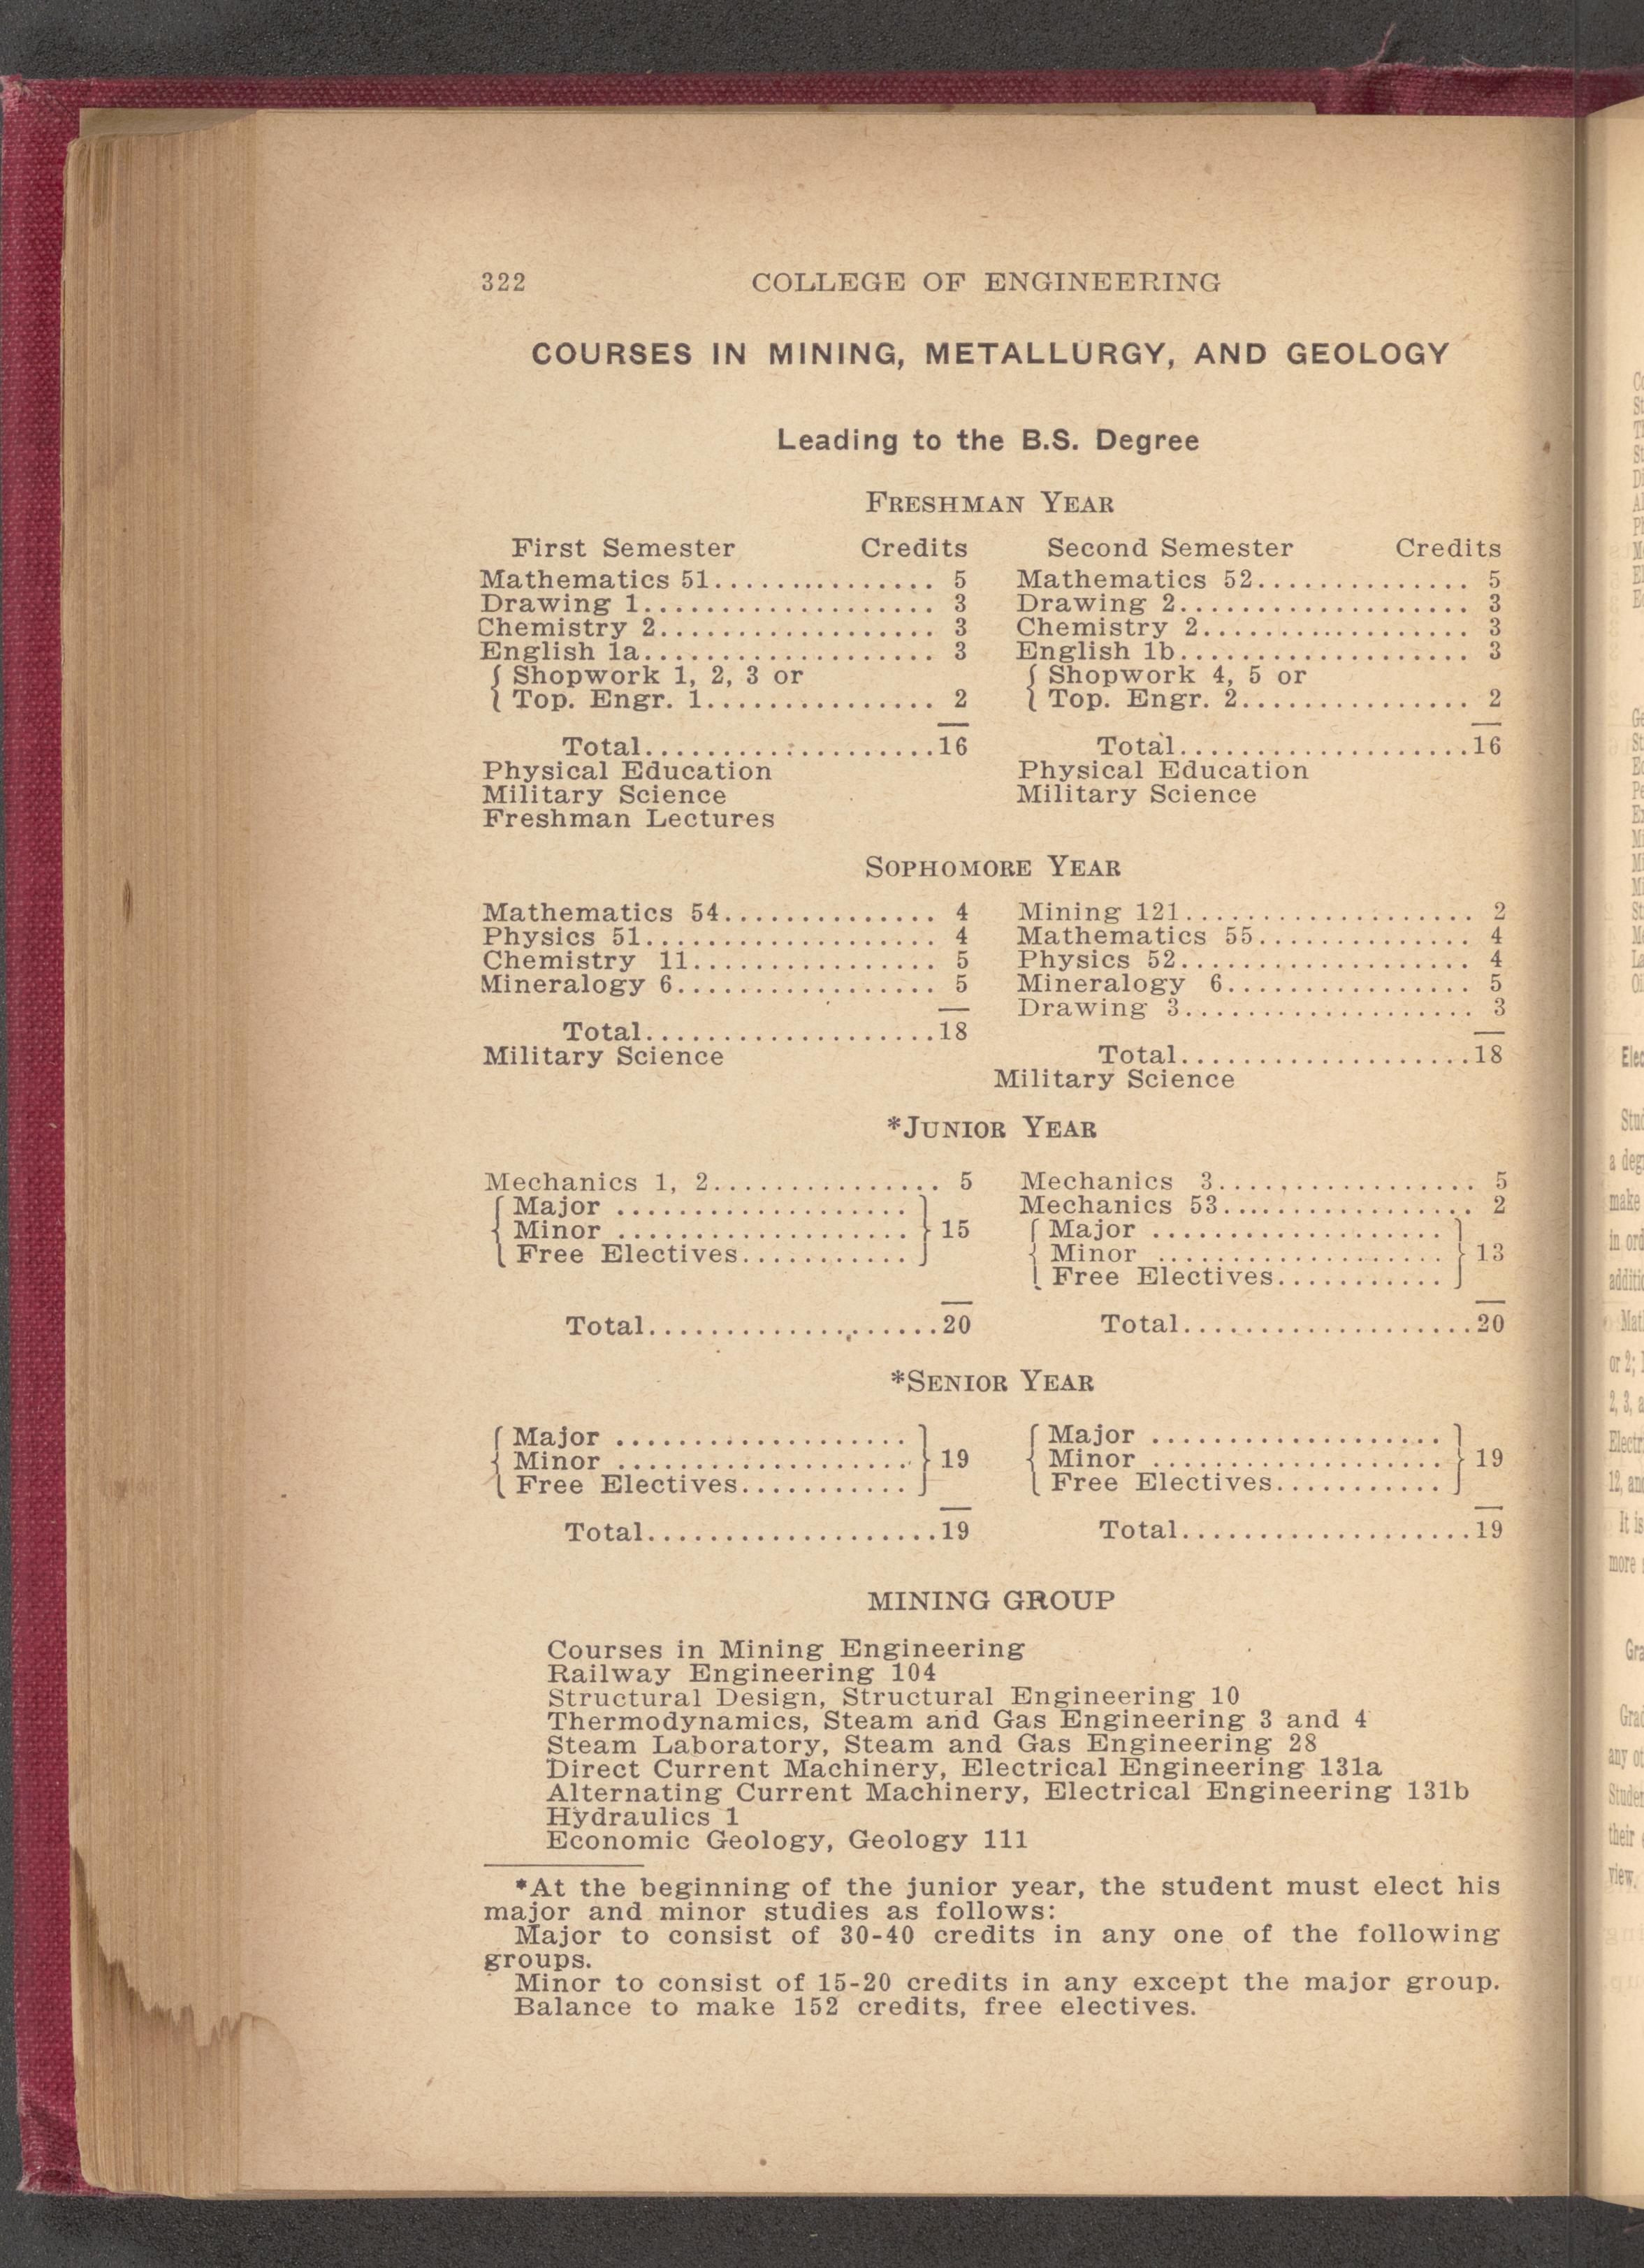 322 COLLEGE OF ENGINEERING
COURSES IN MINING, METALLURGY, AND GEOLOGY
Leading to the B.S. Degree
FRESHMAN YEAR
First Semester Credits Second Semester Credits
Mathematics 51............... 5 Mathematics 52.............. 5
Drawing 1................... 3 Drawing 2................... 3
Chemistry 2.................. 3 Chemistry 2.................. 3
English 1a................... 3 English 1b................... 3
{ Shopwork 1, 2, 3 or { Shopwork 4, 5 or
{ Top. Engr. 1............... 2 { Top. Engr. 2............... 2
Total...................16 Total...................16
Physical Education Physical Education
Military Science Military Science
Freshman Lectures
SOPHOMORE YEAR
Mathematics 54.............. 4 Mining 121................... 2
Physics 51................... 4 Mathematics 55.............. 4
Chemistry 11................ 5 Physics 52................... 4
Mineralogy 6................. 5 Mineralogy 6................ 5
Drawing 3................... 3
Total...................18
Military Science Total...................18
Military Science
*JUNIOR YEAR
Mechanics 1, 2............... 5 Mechanics 3................. 5
{ Major ................... } Mechanics 53................. 2
{ Minor ................... } 15 { Major ................... }
{ Free Electives........... } { Minor ................... } 13
{ Free Electives........... }
Total...................20 Total...................20
*SENIOR YEAR
{ Major ................... } { Major ................... }
{ Minor ................... } 19 { Minor ................... } 19
{ Free Electives........... } { Free Electives........... }
Total...................19 Total...................19
MINING GROUP
Courses in Mining Engineering
Railway Engineering 104
Structural Design, Structural Engineering 10
Thermodynamics, Steam and Gas Engineering 3 and 4
Steam Laboratory, Steam and Gas Engineering 28
Direct Current Machinery, Electrical Engineering 131a
Alternating Current Machinery, Electrical Engineering 131b
Hydraulics 1
Economic Geology, Geology 111
*At the beginning of the junior year, the student must elect his
major and minor studies as follows:
Major to consist of 30-40 credits in any one of the following
groups.
Minor to consist of 15-20 credits in any except the major group.
Balance to make 152 credits, free electives.